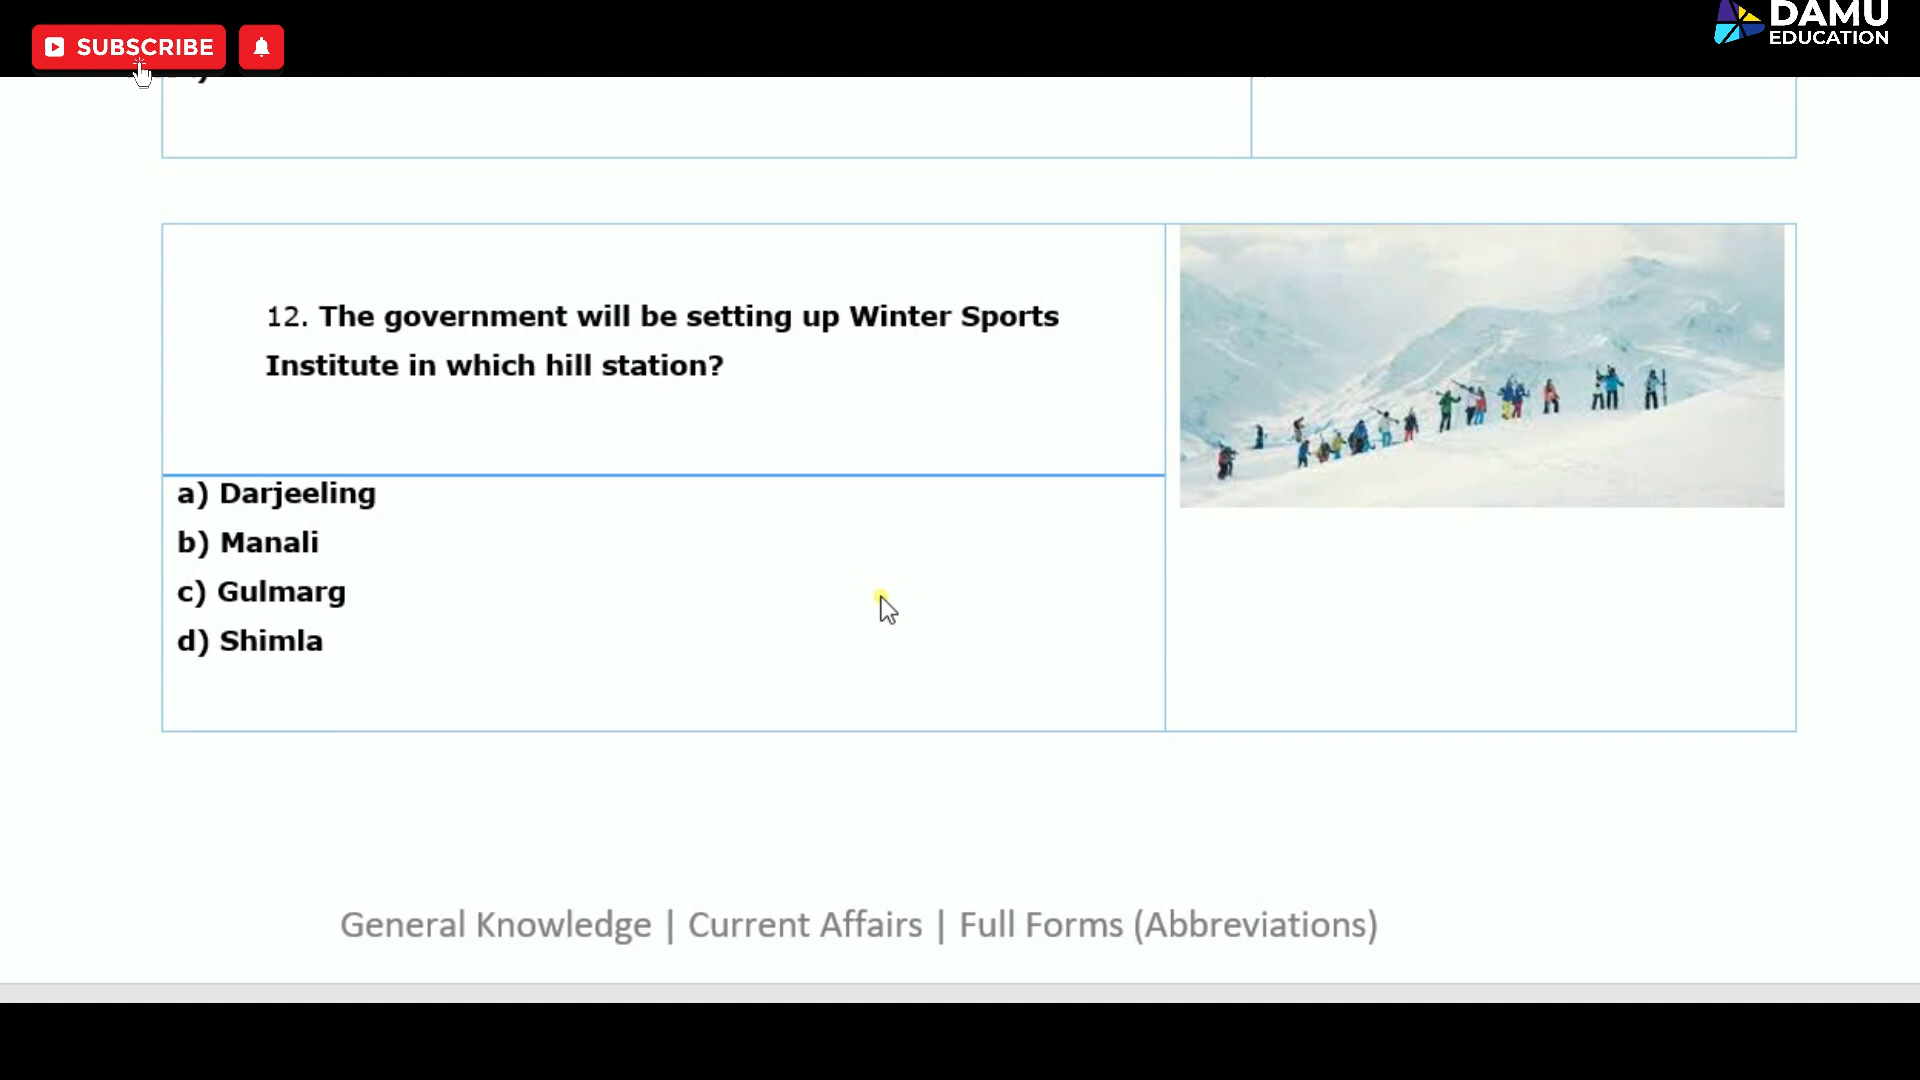 SUBSCRIBE
DAMU
EDUCATION
12. The government will be setting up Winter Sports
Institute in which hill station?
a) Darjeeling
b) Manali
c) Gulmarg
d) Shimla
General Knowledge | Current Affairs | Full Forms (Abbreviations)